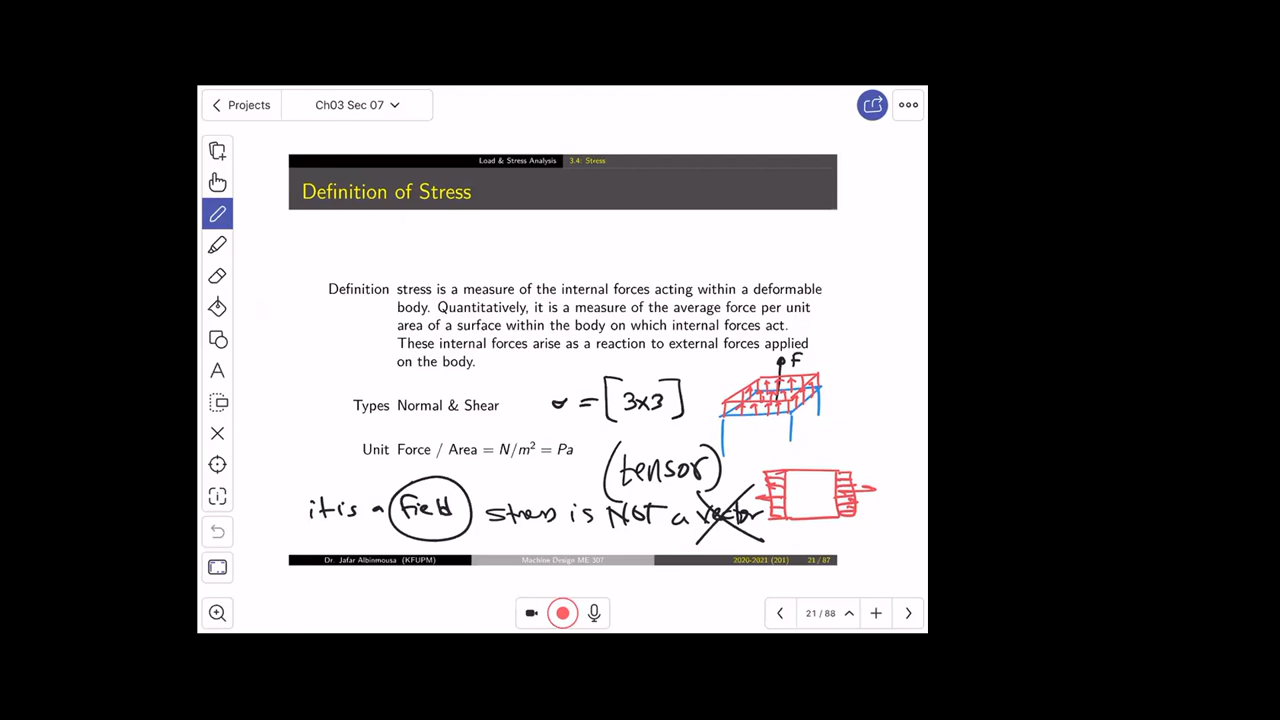 Projects
Ch03 Sec 07
Load & Stress Analysis
3.4: Stress
Definition of Stress
Definition stress is a measure of the internal forces acting within a deformable
body. Quantitatively, it is a measure of the average force per unit
area of a surface within the body on which internal forces act.
These internal forces arise as a reaction to external forces applied
on the body.
F
Types Normal & Shear
σ = [3x3]
Unit Force / Area = N/m² = Pa
(tensor)
it is a field stress is NOT a vector
Dr. Jafar Albinmousa (KFUPM)
Machine Design ME 307
2020-2021 (201)
21 / 87
21 / 88